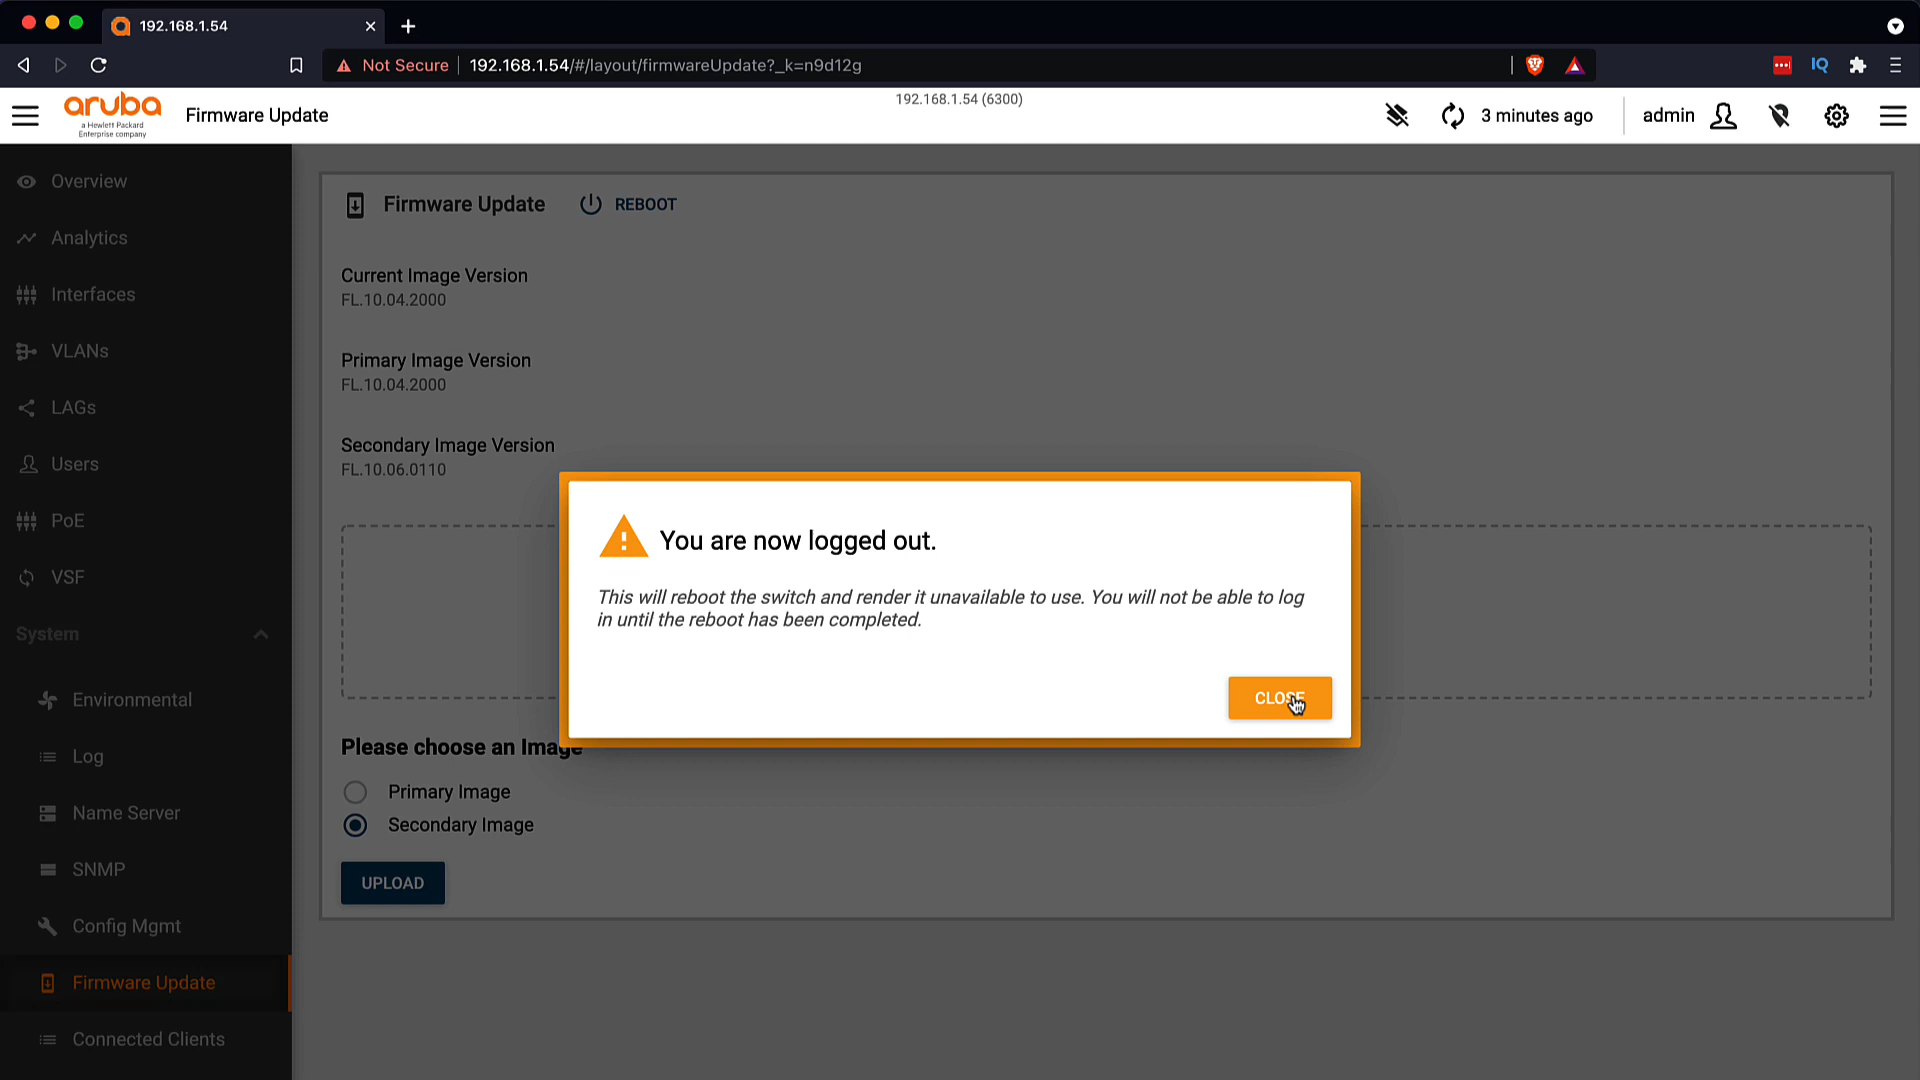 192.168.1.54
Not Secure
192.168.1.54/#/layout/firmwareUpdate?_k=n9d12g
IQ
aruba
a Hewlett Packard
Enterprise company
Firmware Update
192.168.1.54 (6300)
3 minutes ago
admin
Overview
Analytics
Interfaces
VLANs
LAGs
Users
PoE
VSF
System
Environmental
Log
Name Server
SNMP
Config Mgmt
Firmware Update
Connected Clients
Firmware Update
REBOOT
Current Image Version
FL.10.04.2000
Primary Image Version
FL.10.04.2000
Secondary Image Version
FL.10.06.0110
You are now logged out.
This will reboot the switch and render it unavailable to use. You will not be able to log
in until the reboot has been completed.
CLOSE
Please choose an Image
Primary Image
Secondary Image
UPLOAD